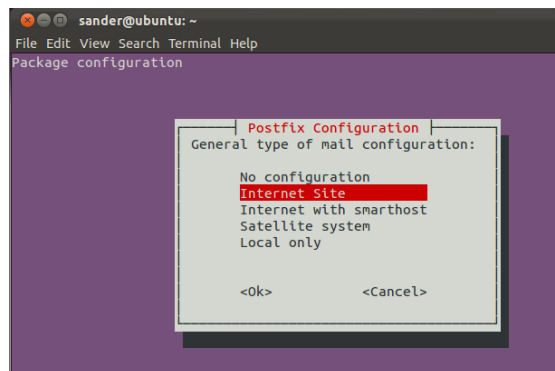 sander@ubuntu: ~
File Edit View Search Terminal Help
Package configuration
Postfix Configuration
General type of mail configuration:
No configuration
Internet Site
Internet with smarthost
Satellite system
Local only
<Ok> <Cancel>